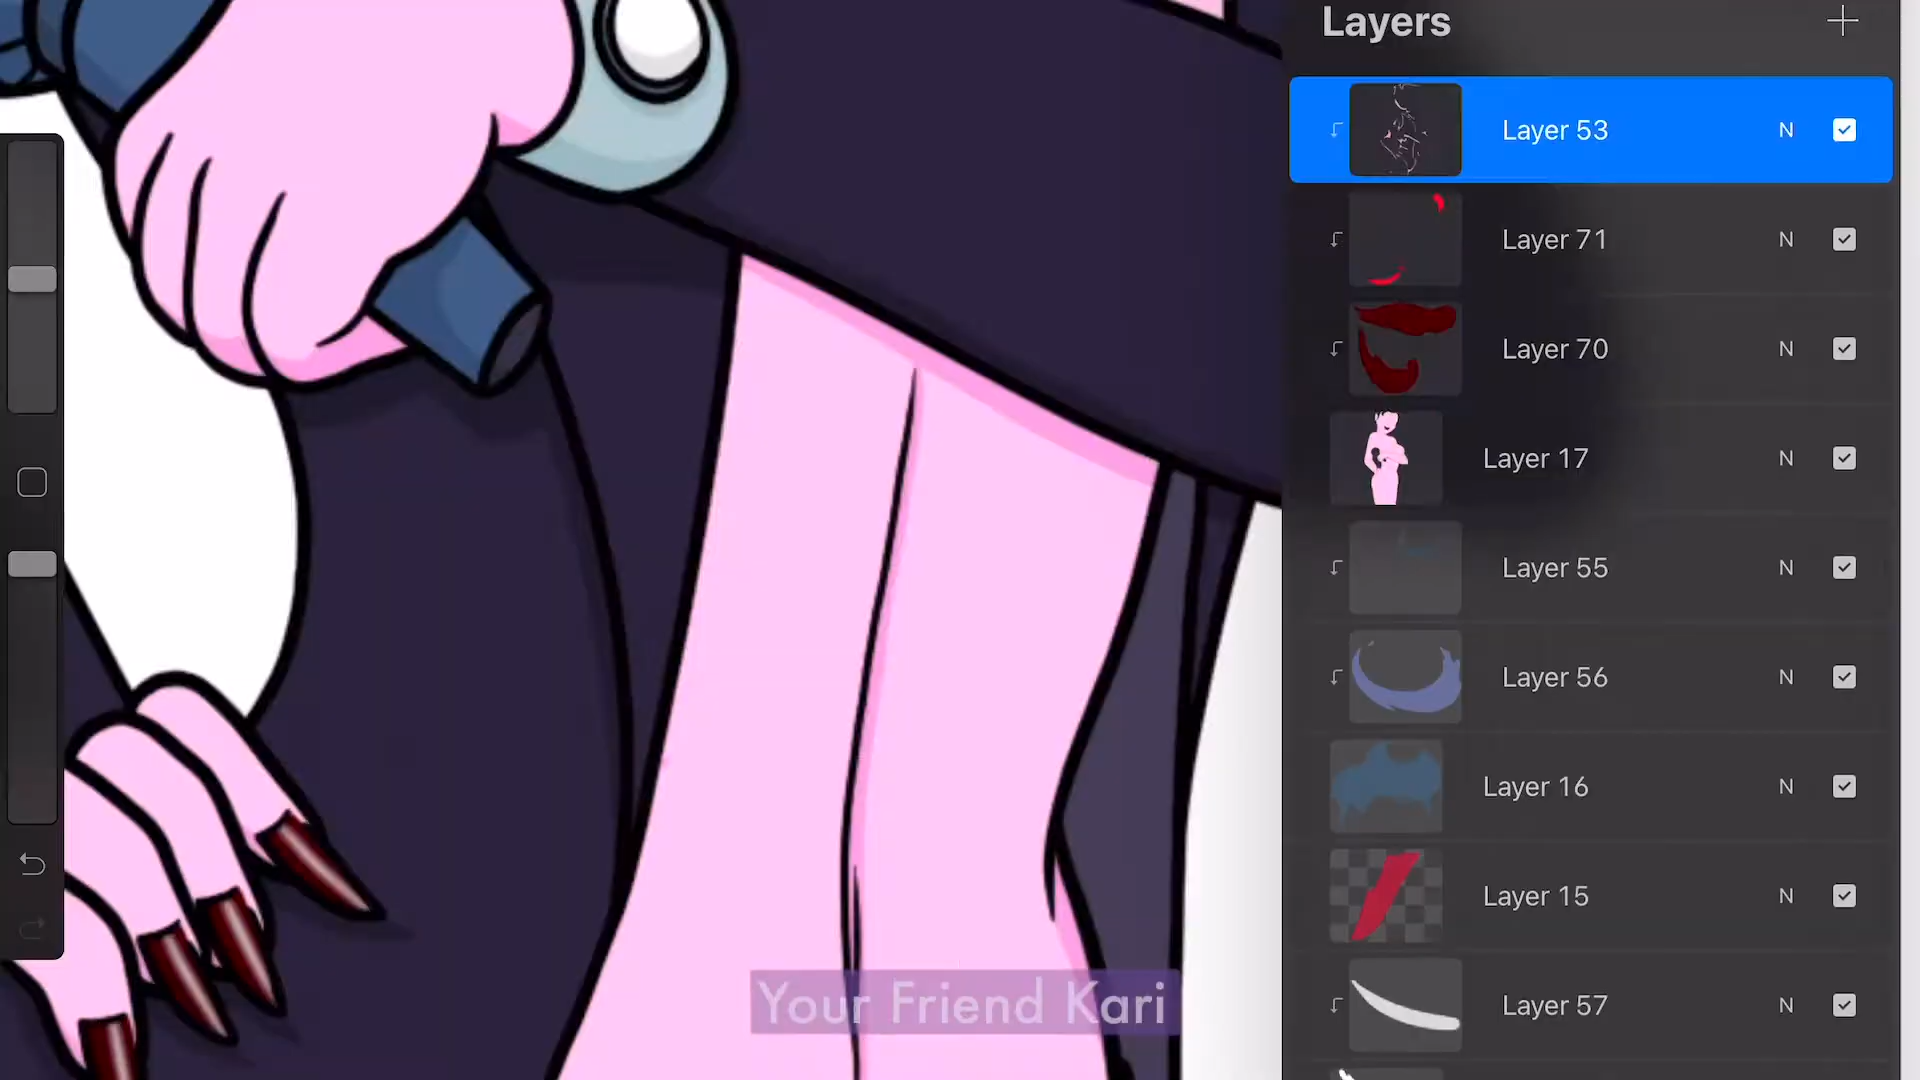 Layers
Layer 53 N
Layer 71 N
Layer 70 N
Layer 17 N
Layer 55 N
Layer 56 N
Layer 16 N
Layer 15 N
Layer 57 N
Your Friend Kari